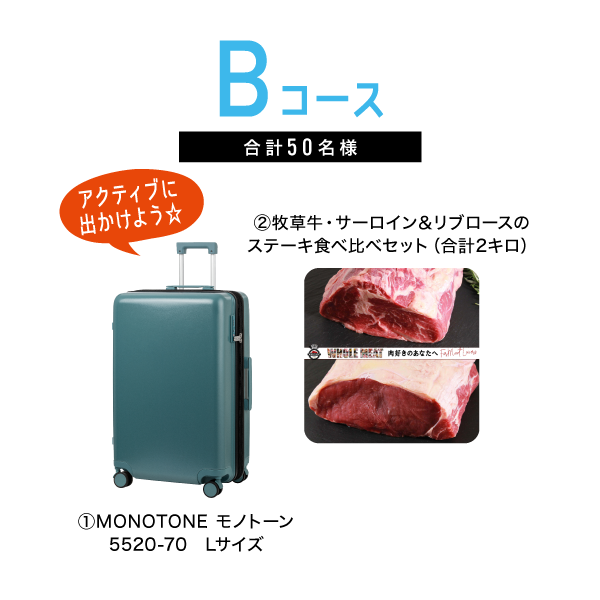 Bコース
合計50名様
アクティブに
出かけよう☆
②牧草牛・サーロイン＆リブロースの
ステーキ食べ比べセット（合計2キロ）
WHOLE MEAT 肉好きのあなたへ
①MONOTONE モノトーン
5520-70　Lサイズ